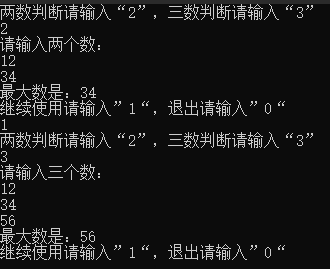 两数判断请输入“2”，三数判断请输入“3”
2
请输入两个数：
12
34
最大数是：34
继续使用请输入”1“，退出请输入”0“
1
两数判断请输入“2”，三数判断请输入“3”
3
请输入三个数：
12
34
56
最大数是：56
继续使用请输入”1“，退出请输入”0“